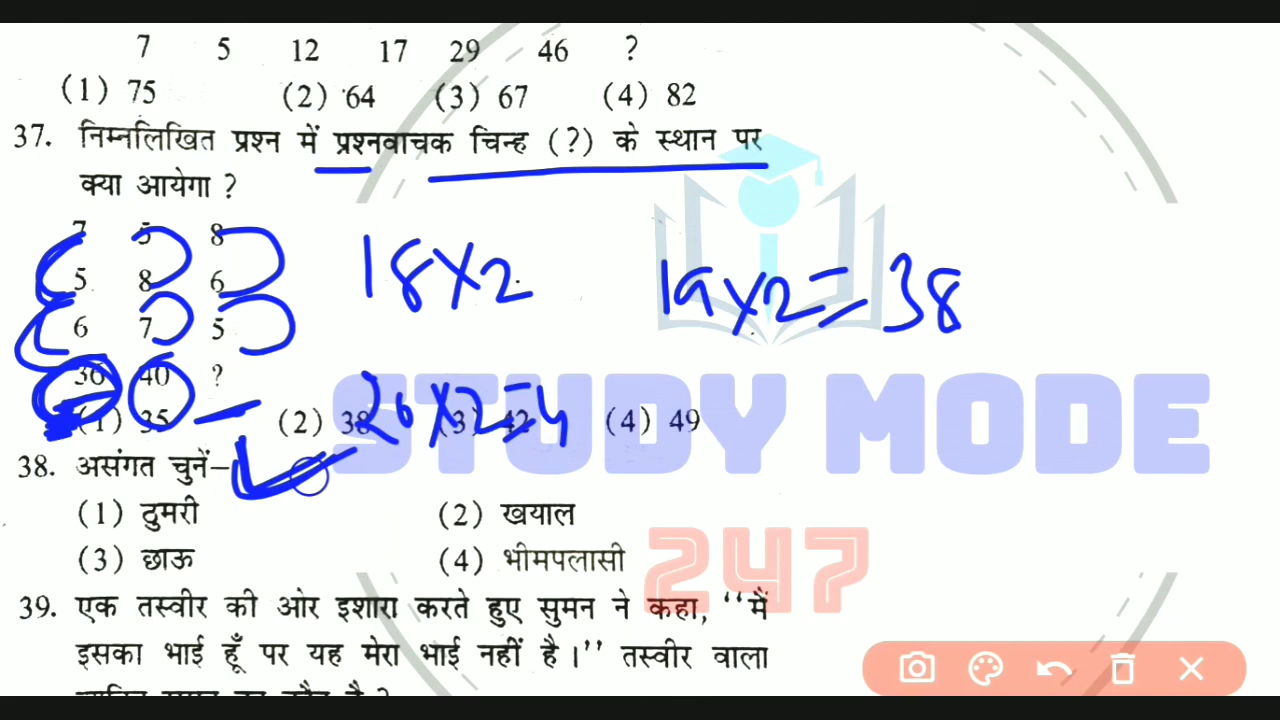 7 5 12 17 29 46 ?
(1) 75 (2) 64 (3) 67 (4) 82
37. निम्नलिखित प्रश्न में प्रश्नवाचक चिन्ह (?) के स्थान पर
क्या आयेगा ?
7 5 8
5 8 6
6 7 5
36 40 ?
(1) 35 (2) 38 (3) 42 (4) 49
18×2
19×2=38
20×2=4
38. असंगत चुनें–
(1) ठुमरी (2) खयाल
(3) छाऊ (4) भीमपलासी
39. एक तस्वीर की ओर इशारा करते हुए सुमन ने कहा, ‘‘मैं
इसका भाई हूँ पर यह मेरा भाई नहीं है।’’ तस्वीर वाला
STUDY MODE
247